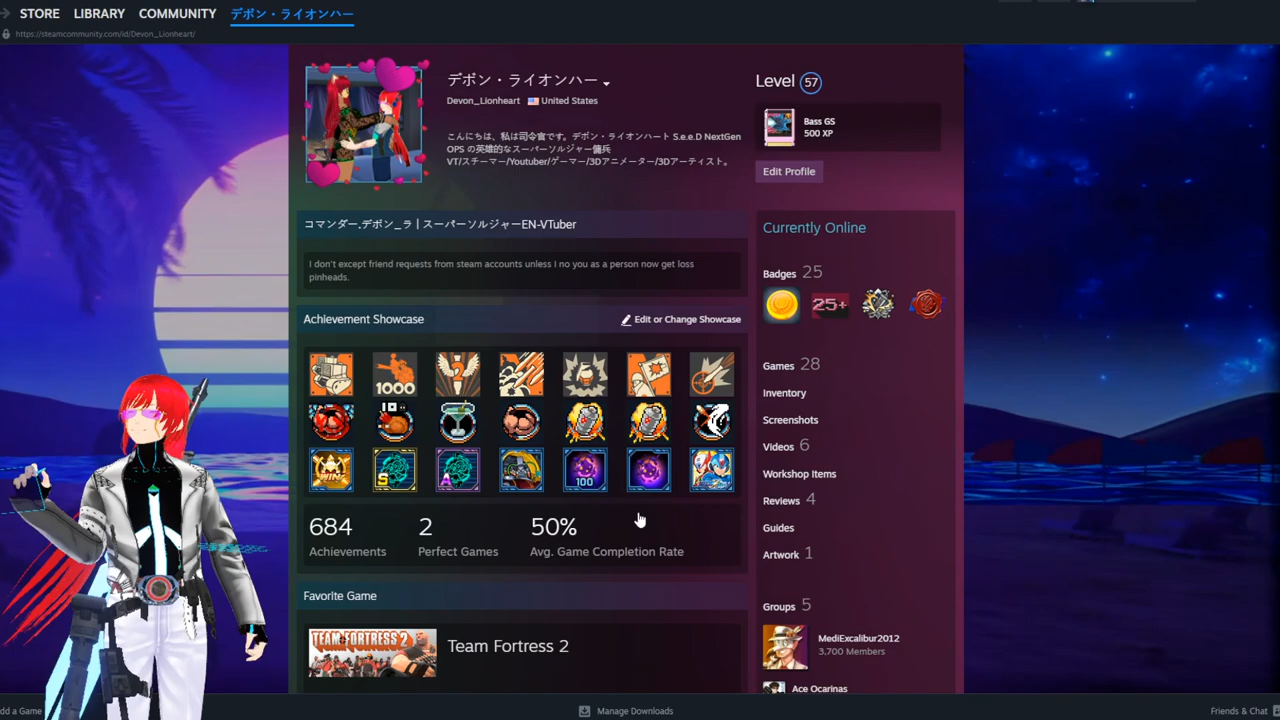 STORE LIBRARY COMMUNITY デボン・ライオンハー
https://steamcommunity.com/id/Devon_Lionheart/
デボン・ライオンハー
Devon_Lionheart United States
こんにちは、私は司令官です。デボン・ライオンハート S.e.e.D NextGen
OPS の英雄的なスーパーソルジャー傭兵
VT/スチーマー/Youtuber/ゲーマー/3Dアニメーター/3Dアーティスト。
Level 57
Bass GS
500 XP
Edit Profile
コマンダー.デボン_ラ | スーパーソルジャーEN-VTuber
I don't except friend requests from steam accounts unless I no you as a person now get loss
pinheads.
Achievement Showcase
Edit or Change Showcase
1000
10
WIN
S
A
100
684
Achievements
2
Perfect Games
50%
Avg. Game Completion Rate
Favorite Game
TEAM FORTRESS 2
Team Fortress 2
Currently Online
Badges 25
25+
Games 28
Inventory
Screenshots
Videos 6
Workshop Items
Reviews 4
Guides
Artwork 1
Groups 5
MediExcalibur2012
3,700 Members
Ace Ocarinas
dd a Game
Manage Downloads
Friends & Chat